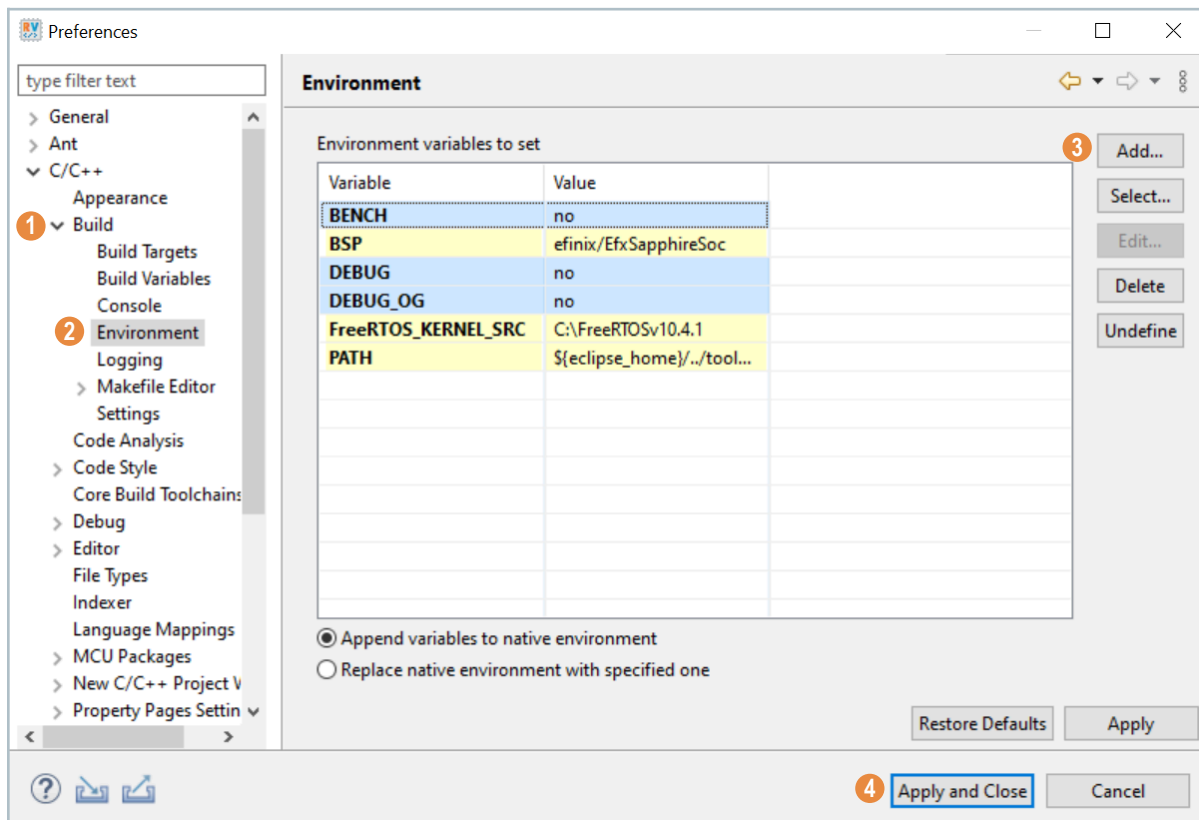 Preferences
type filter text
General
Ant
C/C++
Appearance
1 Build
Build Targets
Build Variables
Console
2 Environment
Logging
Makefile Editor
Settings
Code Analysis
Code Style
Core Build Toolchains
Debug
Editor
File Types
Indexer
Language Mappings
MCU Packages
New C/C++ Project
Property Pages Settin
Environment
Environment variables to set
Variable Value
BENCH no
BSP efinix/EfxSapphireSoc
DEBUG no
DEBUG_OG no
FreeRTOS_KERNEL_SRC C:\FreeRTOSv10.4.1
PATH ${eclipse_home}/../tool...
3 Add...
Select...
Edit...
Delete
Undefine
Append variables to native environment
Replace native environment with specified one
Restore Defaults Apply
4 Apply and Close Cancel